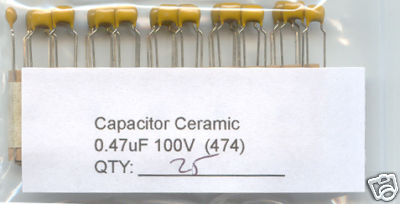 Capacitor Ceramic
0.47uF 100V (474)
QTY: 25